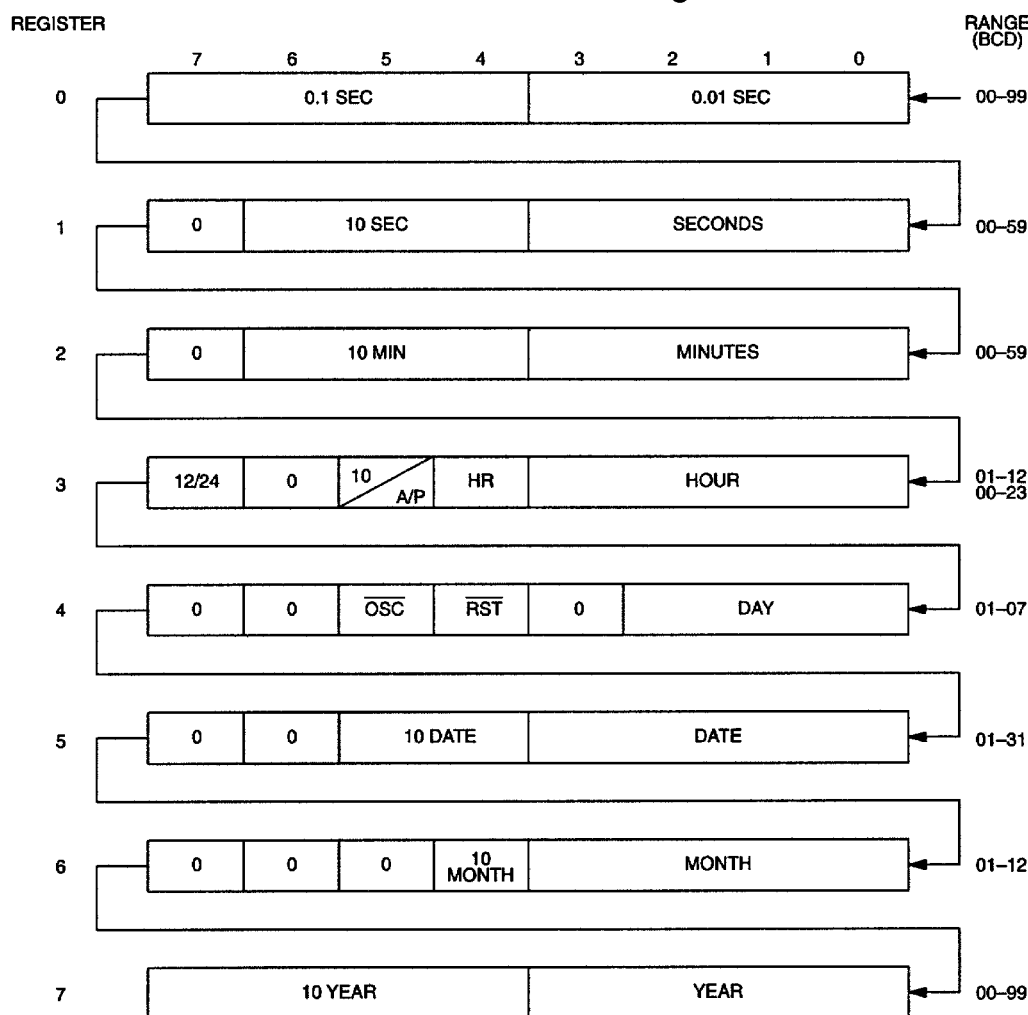 REGISTER
RANGE
(BCD)
7 6 5 4 3 2 1 0
0 0.1 SEC 0.01 SEC 00–99
1 0 10 SEC SECONDS 00–59
2 0 10 MIN MINUTES 00–59
3 12/24 0 10 A/P HR HOUR 01–12
00–23
4 0 0 OSC RST 0 DAY 01–07
5 0 0 10 DATE DATE 01–31
6 0 0 0 10 MONTH MONTH 01–12
7 10 YEAR YEAR 00–99